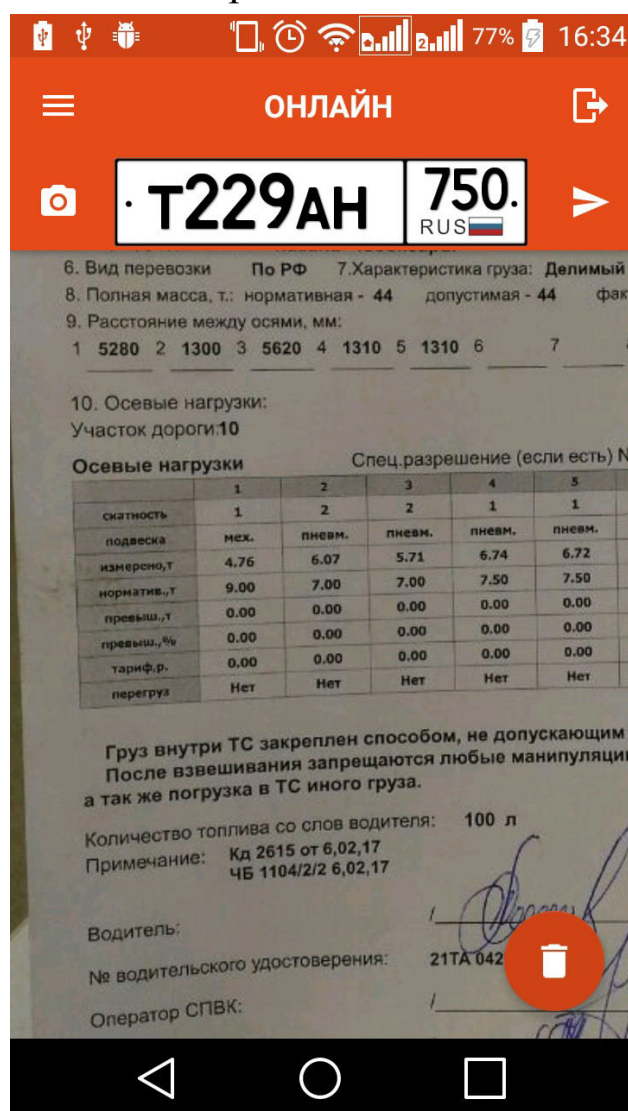 77% 16:34
ОНЛАЙН
Т229АН 750
RUS
6. Вид перевозки По РФ 7.Характеристика груза: Делимый
8. Полная масса, т.: нормативная - 44 допустимая - 44 фак
9. Расстояние между осями, мм:
1 5280 2 1300 3 5620 4 1310 5 1310 6 7
10. Осевые нагрузки:
Участок дороги:10
Осевые нагрузки Спец.разрешение (если есть) N
1 2 3 4 5
скатность 1 2 2 1 1
подвеска мех. пневм. пневм. пневм. пневм.
измерено,т 4.76 6.07 5.71 6.74 6.72
норматив.,т 9.00 7.00 7.00 7.50 7.50
превыш.,т 0.00 0.00 0.00 0.00 0.00
превыш.,% 0.00 0.00 0.00 0.00 0.00
тариф.р. 0.00 0.00 0.00 0.00 0.00
перегруз Нет Нет Нет Нет Нет
Груз внутри ТС закреплен способом, не допускающим
После взвешивания запрещаются любые манипуляции
а так же погрузка в ТС иного груза.
Количество топлива со слов водителя: 100 л
Примечание: Кд 2615 от 6,02,17
ЧБ 1104/2/2 6,02,17
Водитель: /
№ водительского удостоверения: 21ТА 042
Оператор СПВК: /